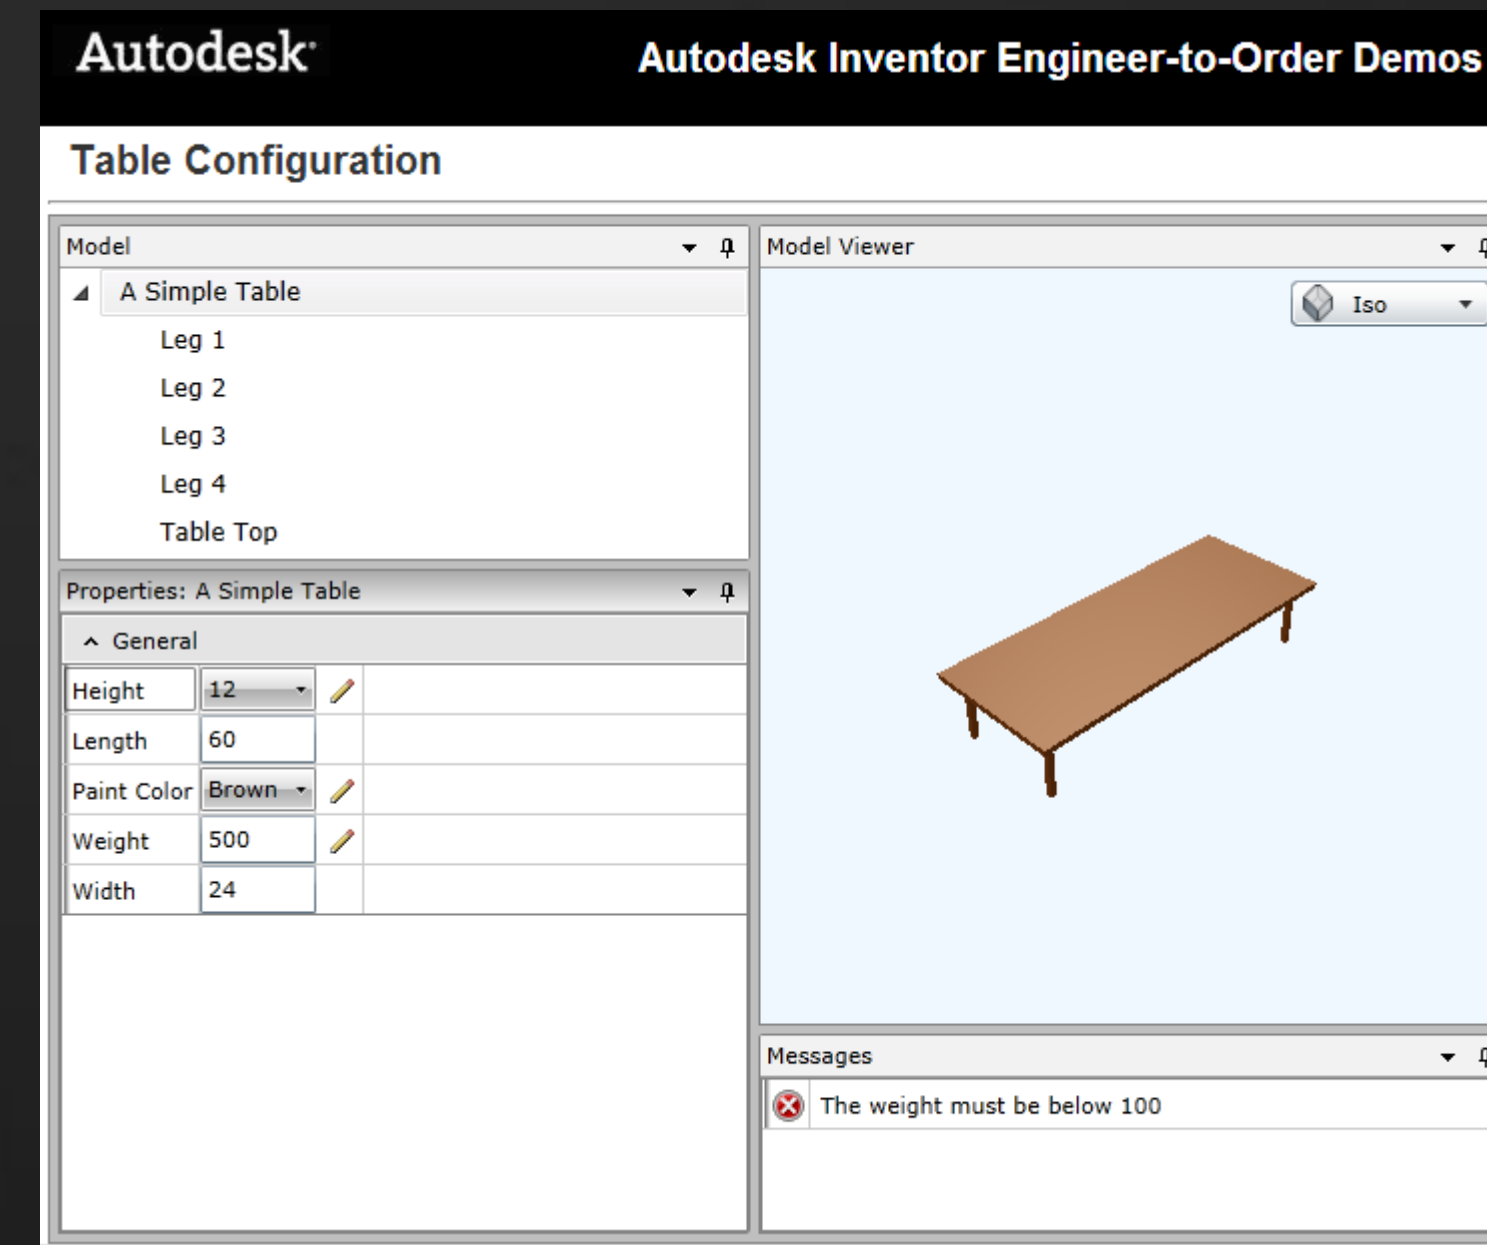 Autodesk
Autodesk Inventor Engineer-to-Order Demos
Table Configuration
Model
A Simple Table
Leg 1
Leg 2
Leg 3
Leg 4
Table Top
Properties: A Simple Table
General
Height 12
Length 60
Paint Color Brown
Weight 500
Width 24
Model Viewer
Iso
Messages
The weight must be below 100